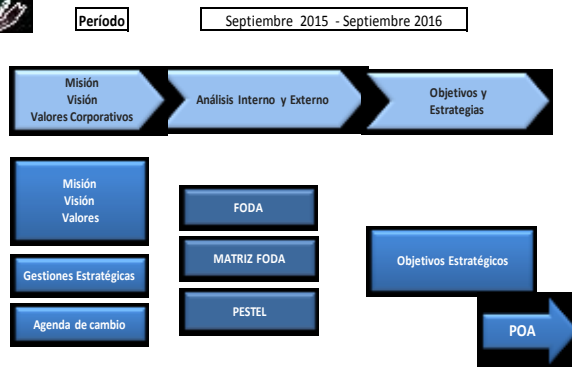 Período
Septiembre 2015 - Septiembre 2016
Misión
Visión
Valores Corporativos
Análisis Interno y Externo
Objetivos y
Estrategias
Misión
Visión
Valores
Gestiones Estratégicas
Agenda de cambio
FODA
MATRIZ FODA
PESTEL
Objetivos Estratégicos
POA